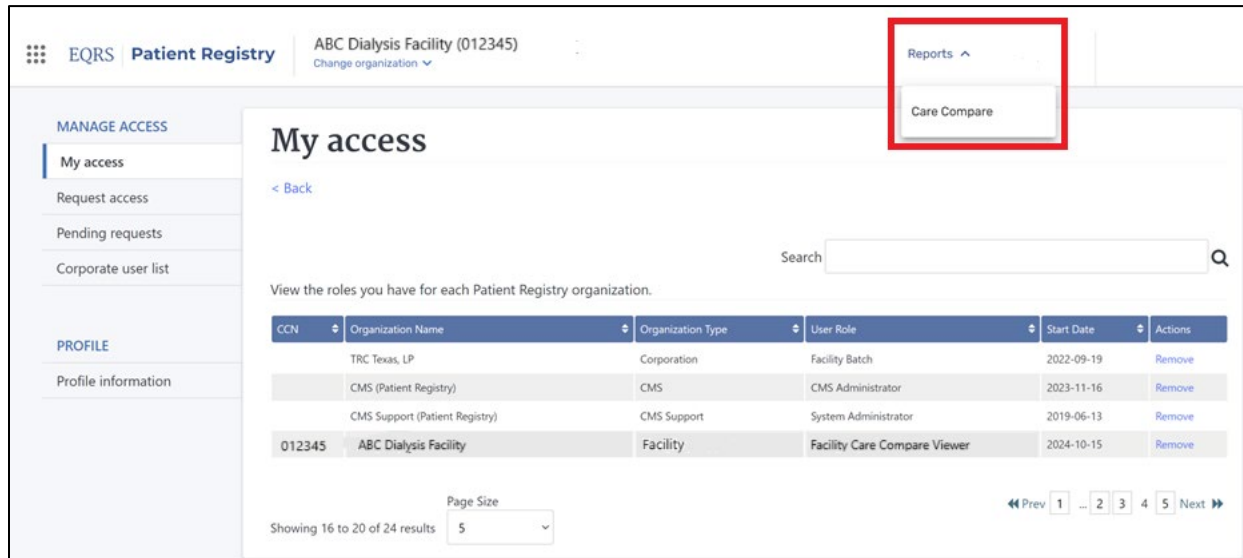 EQRS Patient Registry
ABC Dialysis Facility (012345)
Change organization
Reports
Care Compare
MANAGE ACCESS
My access
Request access
Pending requests
Corporate user list
PROFILE
Profile information
My access
< Back
Search
View the roles you have for each Patient Registry organization.
CCN Organization Name Organization Type User Role Start Date Actions
TRC Texas, LP Corporation Facility Batch 2022-09-19 Remove
CMS (Patient Registry) CMS CMS Administrator 2023-11-16 Remove
CMS Support (Patient Registry) CMS Support System Administrator 2019-06-13 Remove
012345 ABC Dialysis Facility Facility Facility Care Compare Viewer 2024-10-15 Remove
Page Size
Showing 16 to 20 of 24 results 5
Prev 1 ... 2 3 4 5 Next